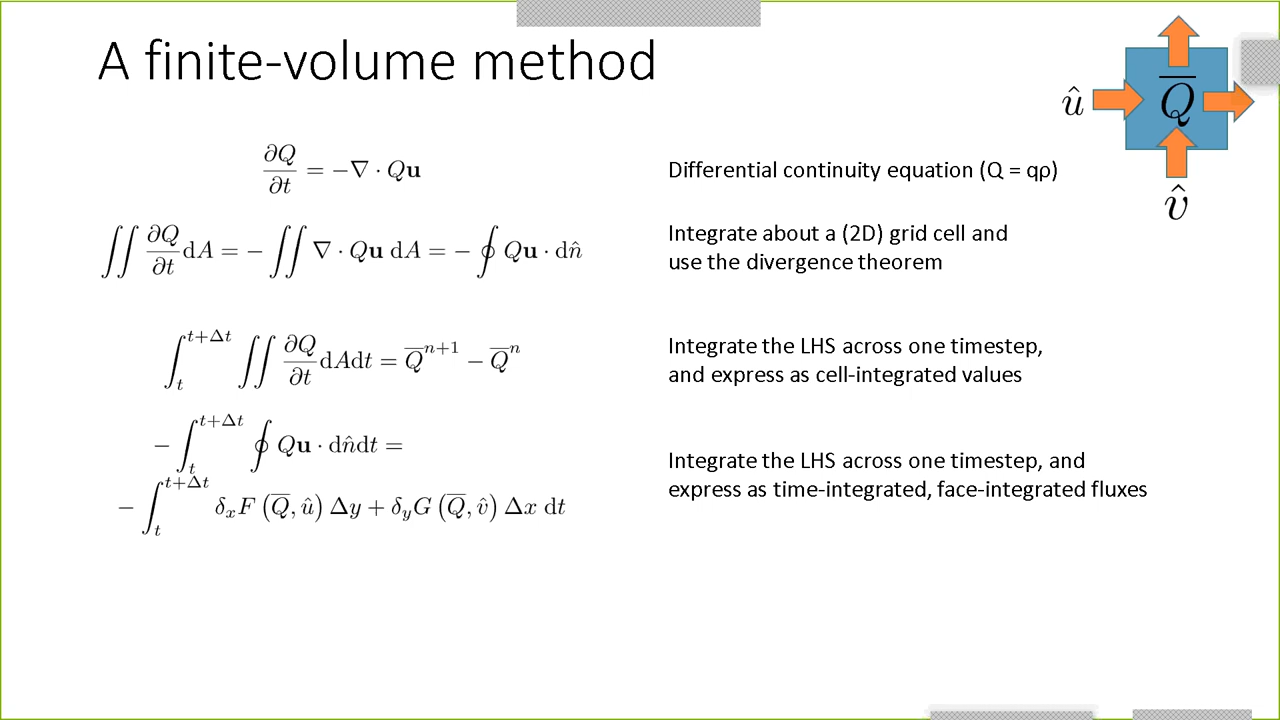 A finite-volume method
û
Q̅
v̂
∂Q/∂t = −∇ · Q𝐮
Differential continuity equation (Q = qρ)
∬ ∂Q/∂t dA = − ∬ ∇ · Q𝐮 dA = − ∮ Q𝐮 · dn̂
Integrate about a (2D) grid cell and
use the divergence theorem
∫_t^{t+Δt} ∬ ∂Q/∂t dAdt = Q̅^{n+1} − Q̅^n
Integrate the LHS across one timestep,
and express as cell-integrated values
− ∫_t^{t+Δt} ∮ Q𝐮 · dn̂dt =
− ∫_t^{t+Δt} δ_x F (Q̅, û) Δy + δ_y G (Q̅, v̂) Δx dt
Integrate the LHS across one timestep, and
express as time-integrated, face-integrated fluxes